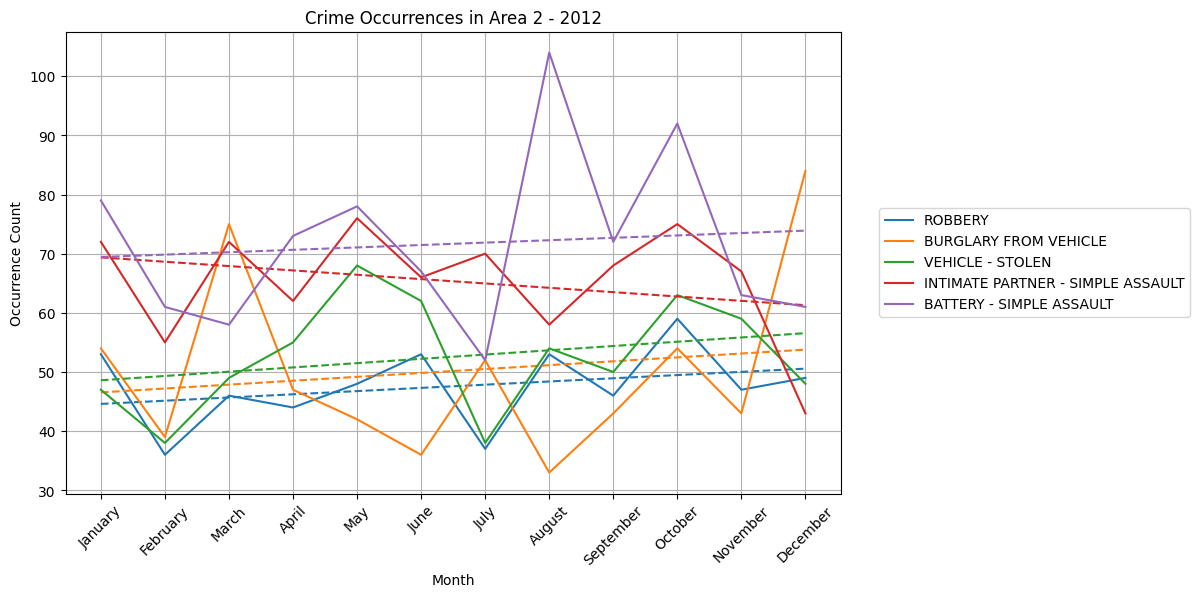 Crime Occurrences in Area 2 - 2012
Occurrence Count
100
90
80
70
60
50
40
30
January
February
March
April
May
June
July
August
September
October
November
December
Month
ROBBERY
BURGLARY FROM VEHICLE
VEHICLE - STOLEN
INTIMATE PARTNER - SIMPLE ASSAULT
BATTERY - SIMPLE ASSAULT